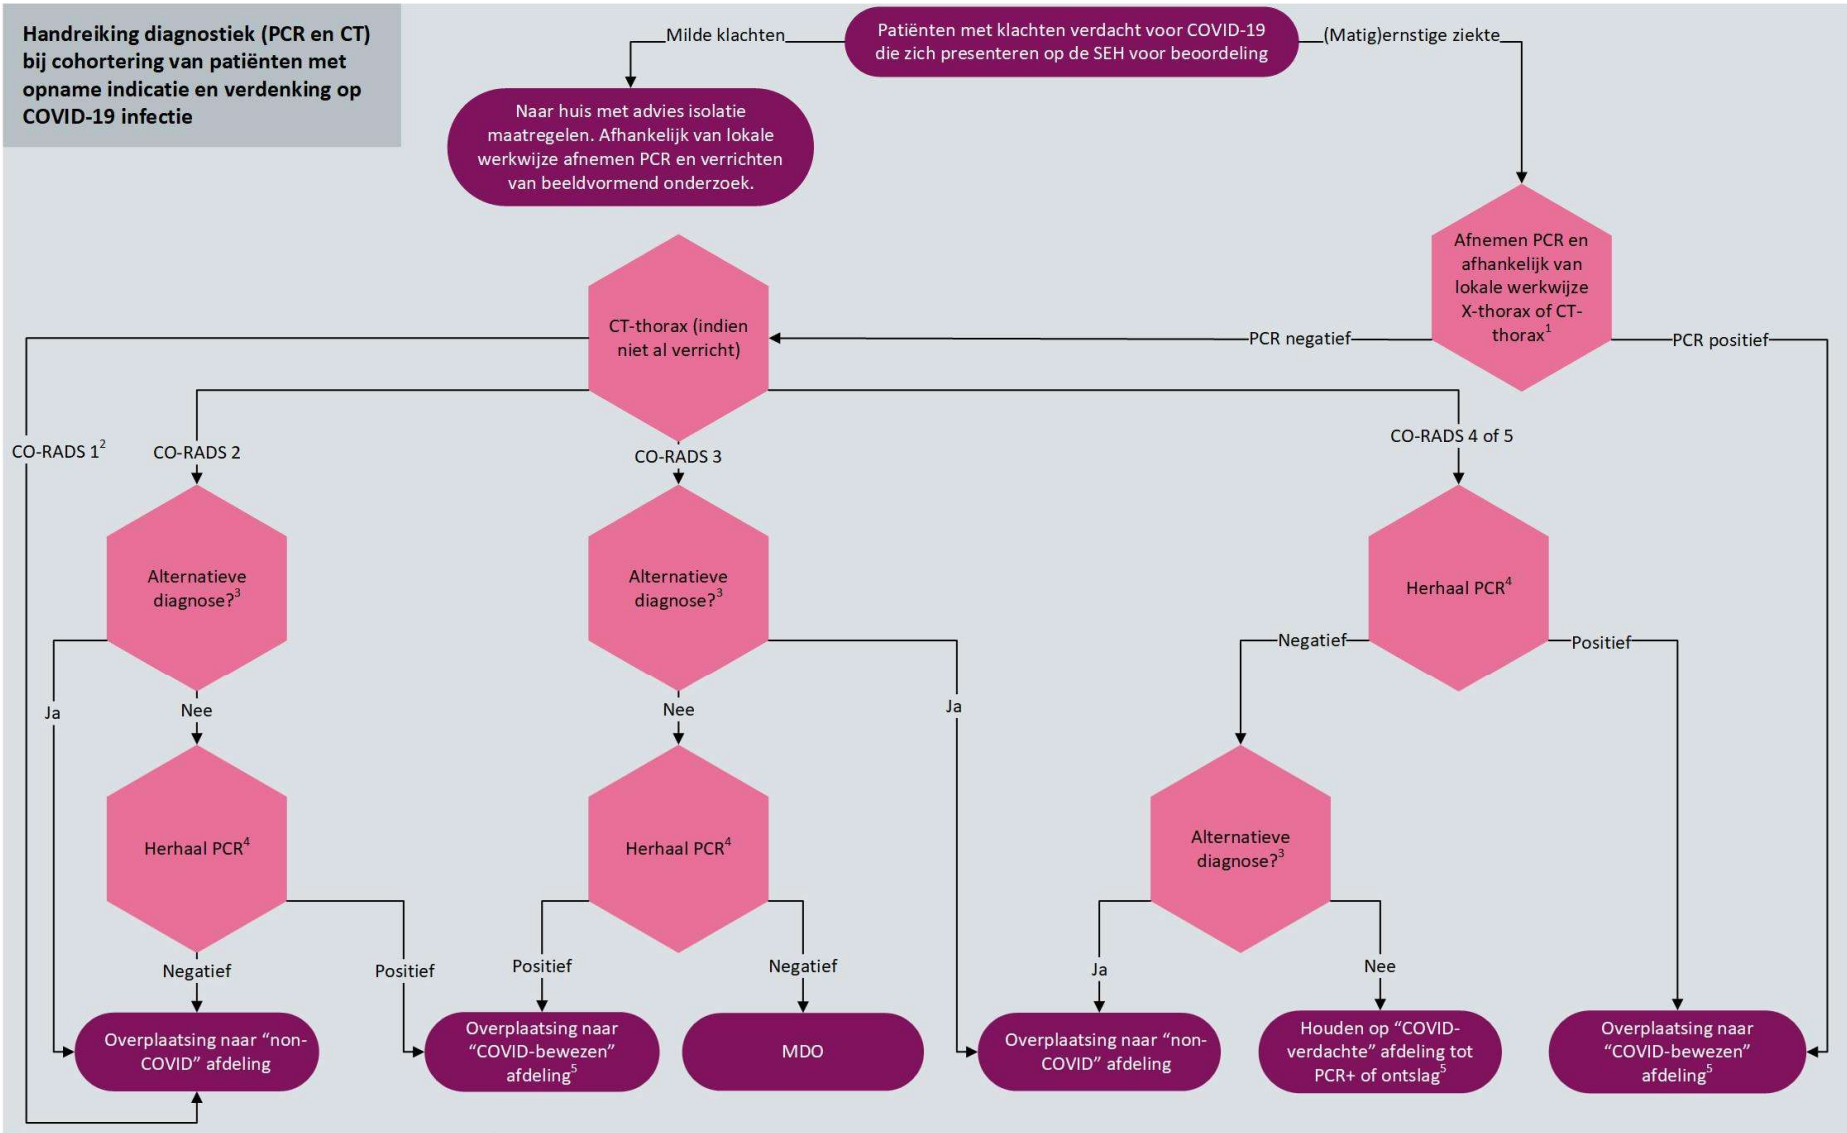 Handreiking diagnostiek (PCR en CT)
bij cohortering van patiënten met
opname indicatie en verdenking op
COVID-19 infectie
Milde klachten
Patiënten met klachten verdacht voor COVID-19
die zich presenteren op de SEH voor beoordeling
(Matig)ernstige ziekte
Naar huis met advies isolatie
maatregelen. Afhankelijk van lokale
werkwijze afnemen PCR en verrichten
van beeldvormend onderzoek.
Afnemen PCR en
afhankelijk van
lokale werkwijze
X-thorax of CT-
thorax¹
CT-thorax (indien
niet al verricht)
PCR negatief
PCR positief
CO-RADS 1²
CO-RADS 2
CO-RADS 3
CO-RADS 4 of 5
Alternatieve
diagnose?³
Alternatieve
diagnose?³
Herhaal PCR⁴
Negatief
Positief
Ja
Nee
Nee
Ja
Herhaal PCR⁴
Herhaal PCR⁴
Alternatieve
diagnose?³
Negatief
Positief
Positief
Negatief
Ja
Nee
Overplaatsing naar “non-
COVID” afdeling
Overplaatsing naar
“COVID-bewezen”
afdeling⁵
MDO
Overplaatsing naar “non-
COVID” afdeling
Houden op “COVID-
verdachte” afdeling tot
PCR+ of ontslag⁵
Overplaatsing naar
“COVID-bewezen”
afdeling⁵